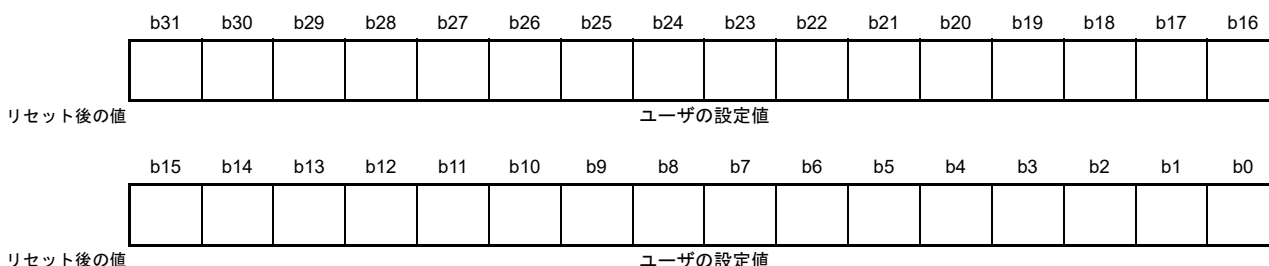 b31 b30 b29 b28 b27 b26 b25 b24 b23 b22 b21 b20 b19 b18 b17 b16
リセット後の値 ユーザの設定値
b15 b14 b13 b12 b11 b10 b9 b8 b7 b6 b5 b4 b3 b2 b1 b0
リセット後の値 ユーザの設定値